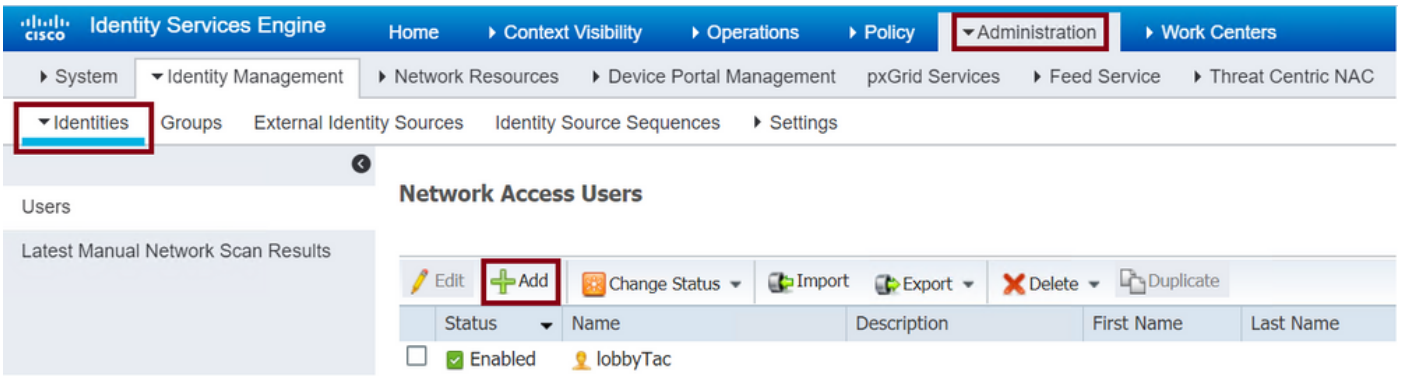 cisco Identity Services Engine Home Context Visibility Operations Policy Administration Work Centers
System Identity Management Network Resources Device Portal Management pxGrid Services Feed Service Threat Centric NAC
Identities Groups External Identity Sources Identity Source Sequences Settings
Users
Latest Manual Network Scan Results
Network Access Users
Edit Add Change Status Import Export Delete Duplicate
Status Name Description First Name Last Name
Enabled lobbyTac